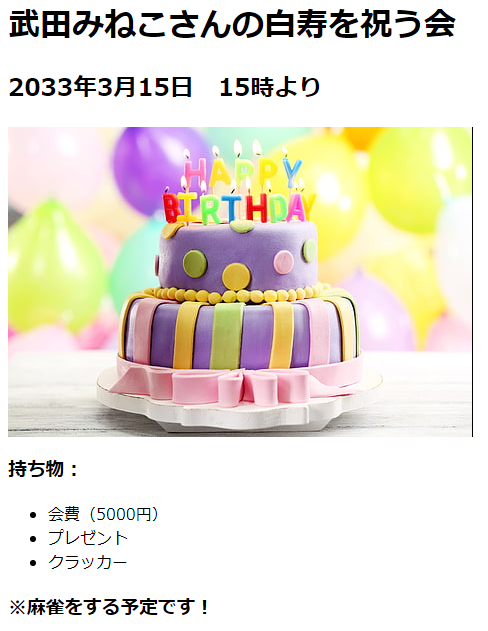 武田みねこさんの白寿を祝う会
2033年3月15日　15時より
HAPPY
BIRTHDAY
持ち物：
会費（5000円）
プレゼント
クラッカー
※麻雀をする予定です！